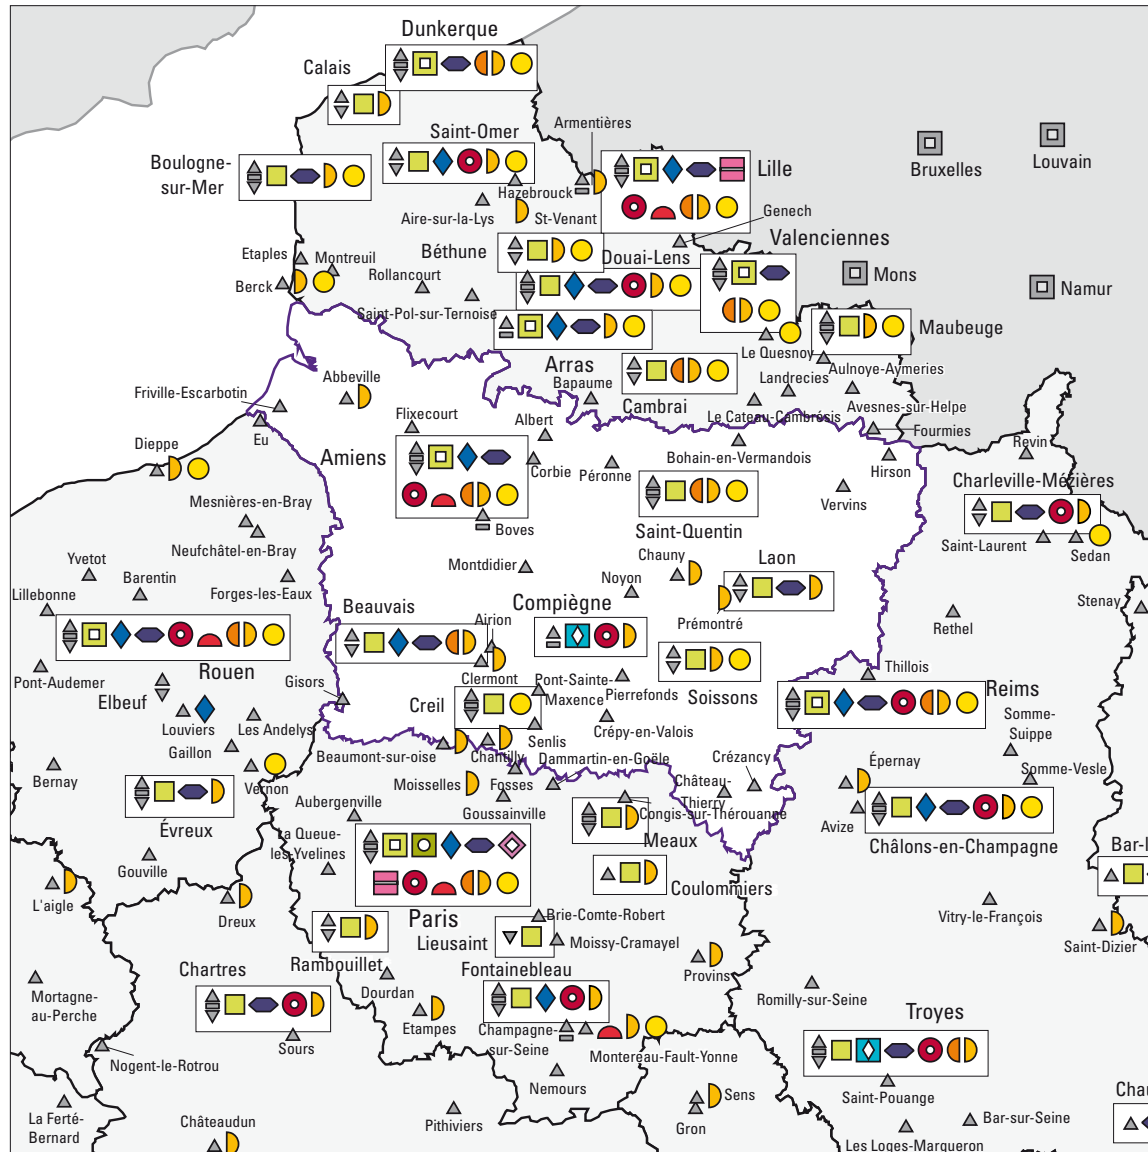 Dunkerque
Calais
Saint-Omer
Armentières
Boulogne-
sur-Mer
Hazebrouck
Lille
Bruxelles
Louvain
Aire-sur-la-Lys
St-Venant
Genech
Béthune
Valenciennes
Etaples
Montreuil
Douai-Lens
Mons
Berck
Rollancourt
Namur
Saint-Pol-sur-Ternoise
Maubeuge
Le Quesnoy
Arras
Aulnoye-Aymeries
Bapaume
Landrecies
Abbeville
Friville-Escarbotin
Cambrai
Le Cateau-Cambrésis
Avesnes-sur-Helpe
Flixecourt
Albert
Fourmies
Eu
Dieppe
Revin
Amiens
Corbie
Péronne
Bohain-en-Vermandois
Hirson
Charleville-Mézières
Mesnières-en-Bray
Vervins
Boves
Saint-Quentin
Saint-Laurent
Sedan
Neufchâtel-en-Bray
Chauny
Laon
Yvetot
Montdidier
Barentin
Noyon
Lillebonne
Forges-les-Eaux
Stenay
Beauvais
Airion
Compiègne
Prémontré
Rethel
Rouen
Clermont
Thillois
Pont-Audemer
Gisors
Pont-Sainte-
Maxence
Pierrefonds
Soissons
Reims
Elbeuf
Creil
Louviers
Les Andelys
Senlis
Crépy-en-Valois
Somme-
Suippe
Gaillon
Beaumont-sur-oise
Chantilly
Dammartin-en-Goële
Crézancy
Épernay
Bernay
Vernon
Moisselles
Fosses
Château-
Thierry
Somme-Vesle
Aubergenville
Goussainville
Congis-sur-Thérouanne
Avize
Évreux
La Queue-
les-Yvelines
Meaux
Châlons-en-Champagne
Bar-l
Gouville
Coulommiers
L'aigle
Dreux
Paris
Brie-Comte-Robert
Vitry-le-François
Lieusaint
Moissy-Cramayel
Saint-Dizier
Rambouillet
Provins
Chartres
Fontainebleau
Mortagne-
au-Perche
Dourdan
Romilly-sur-Seine
Etampes
Troyes
Sours
Champagne-
sur-Seine
Montereau-Fault-Yonne
Nogent-le-Rotrou
Nemours
Saint-Pouange
La Ferté-
Bernard
Sens
Chau
Châteaudun
Pithiviers
Gron
Bar-sur-Seine
Les Loges-Margueron